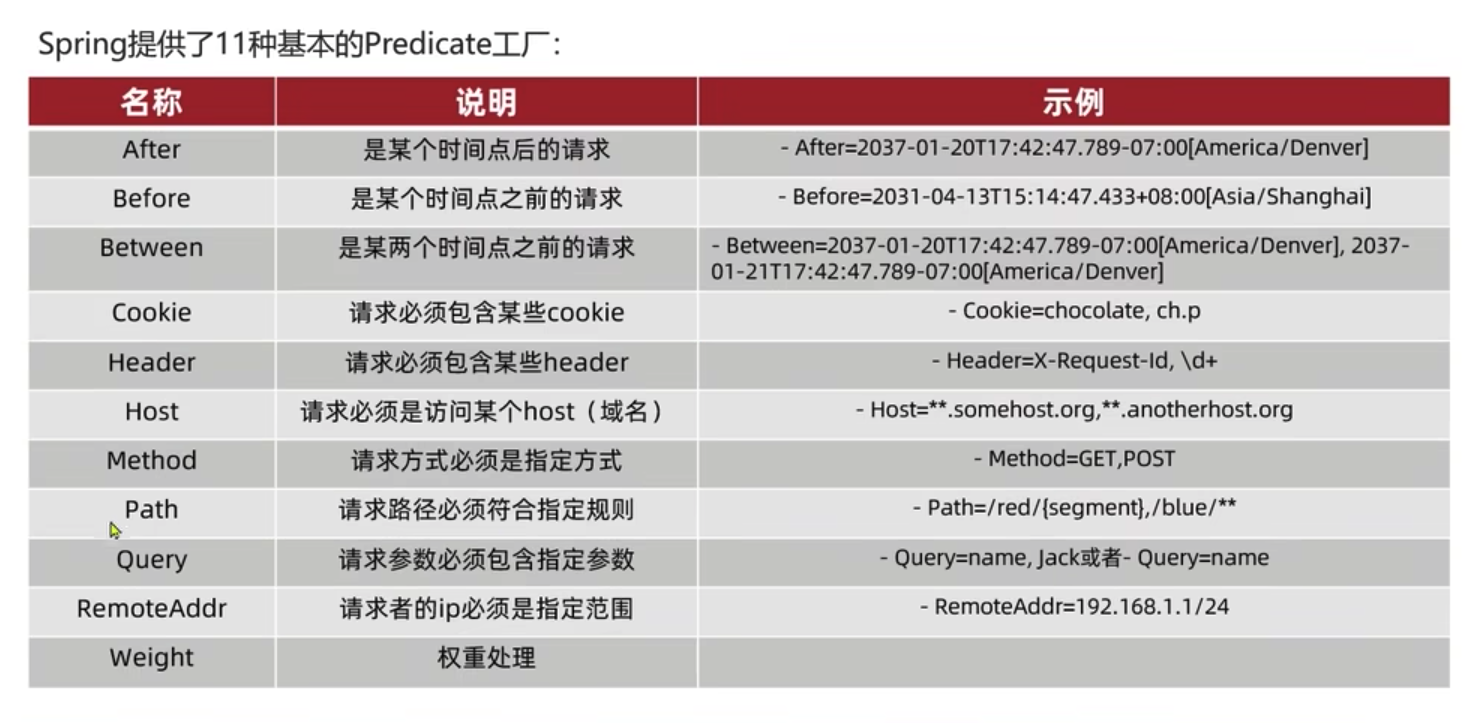 Spring提供了11种基本的Predicate工厂：
名称 说明 示例
After 是某个时间点后的请求 - After=2037-01-20T17:42:47.789-07:00[America/Denver]
Before 是某个时间点之前的请求 - Before=2031-04-13T15:14:47.433+08:00[Asia/Shanghai]
Between 是某两个时间点之前的请求 - Between=2037-01-20T17:42:47.789-07:00[America/Denver], 2037-
01-21T17:42:47.789-07:00[America/Denver]
Cookie 请求必须包含某些cookie - Cookie=chocolate, ch.p
Header 请求必须包含某些header - Header=X-Request-Id, \d+
Host 请求必须是访问某个host（域名） - Host=**.somehost.org,**.anotherhost.org
Method 请求方式必须是指定方式 - Method=GET,POST
Path 请求路径必须符合指定规则 - Path=/red/{segment},/blue/**
Query 请求参数必须包含指定参数 - Query=name, Jack或者- Query=name
RemoteAddr 请求者的ip必须是指定范围 - RemoteAddr=192.168.1.1/24
Weight 权重处理